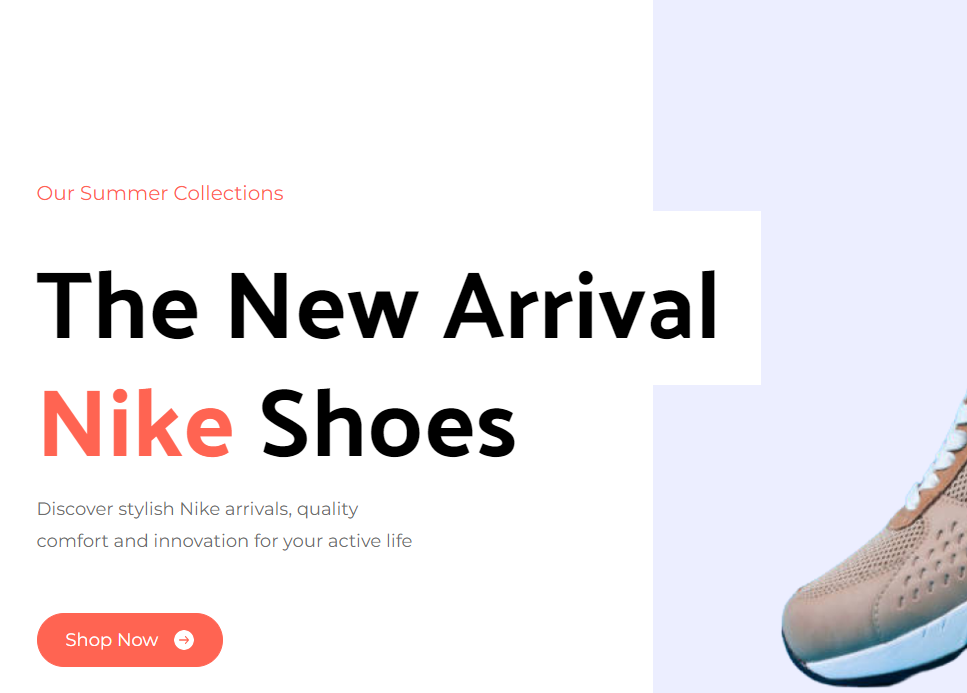 Our Summer Collections
The New Arrival
Nike Shoes
Discover stylish Nike arrivals, quality
comfort and innovation for your active life
Shop Now